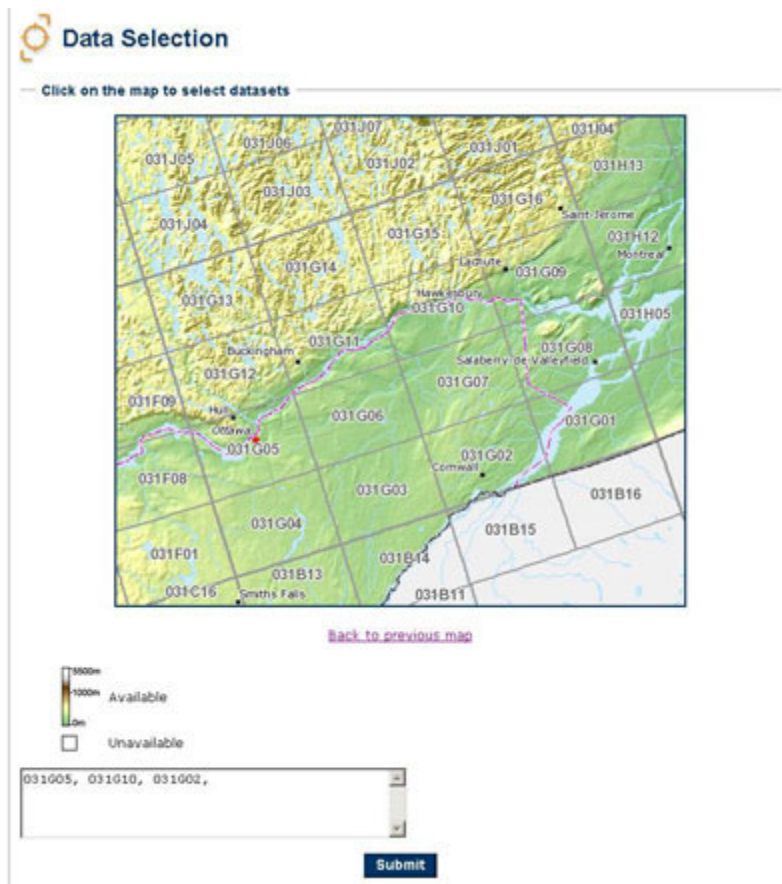 Data Selection
Click on the map to select datasets
031J07
031I04
031J06
031J01
031J05
031J02
031H13
031J03
031G16
Saint-Jérome
031J04
031G15
031H12
Montreal
Lachute
031G14
031G09
Hawkesbury
031G13
031G10
031H05
031G11
031G08
Buckingham
Salaberry-de-Valleyfield
031G12
031G07
031F09
Hull
031G06
031G01
Ottawa
031G05
031G02
Cornwall
031F08
031G03
031B16
031G04
031B15
031F01
031B14
031B13
031C16
Smiths Falls
031B11
Back to previous map
5500m
1000m
Available
0m
Unavailable
031G05, 031G10, 031G02,
Submit